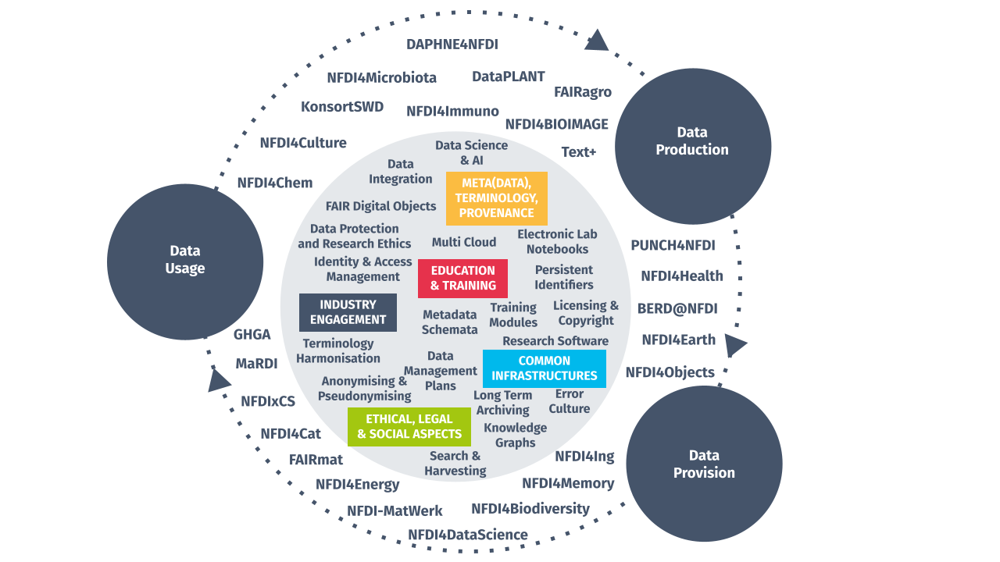 DAPHNE4NFDI
NFDI4Microbiota
DataPLANT
FAIRagro
KonsortSWD
NFDI4Immuno
NFDI4BIOIMAGE
NFDI4Culture
Text+
NFDI4Chem
Data
Production
Data
Usage
Data Science
& AI
Data
Integration
META(DATA),
TERMINOLOGY,
PROVENANCE
FAIR Digital Objects
Data Protection
and Research Ethics
Multi Cloud
Electronic Lab
Notebooks
Identity & Access
Management
EDUCATION
& TRAINING
Persistent
Identifiers
INDUSTRY
ENGAGEMENT
Metadata
Schemata
Training
Modules
Licensing &
Copyright
Terminology
Harmonisation
Research Software
Data
Management
Plans
COMMON
INFRASTRUCTURES
Anonymising &
Pseudonymising
Long Term
Archiving
Error
Culture
ETHICAL, LEGAL
& SOCIAL ASPECTS
Knowledge
Graphs
Search &
Harvesting
PUNCH4NFDI
NFDI4Health
BERD@NFDI
NFDI4Earth
NFDI4Objects
Data
Provision
GHGA
MaRDI
NFDIxCS
NFDI4Cat
FAIRmat
NFDI4Energy
NFDI-MatWerk
NFDI4DataScience
NFDI4Biodiversity
NFDI4Memory
NFDI4Ing